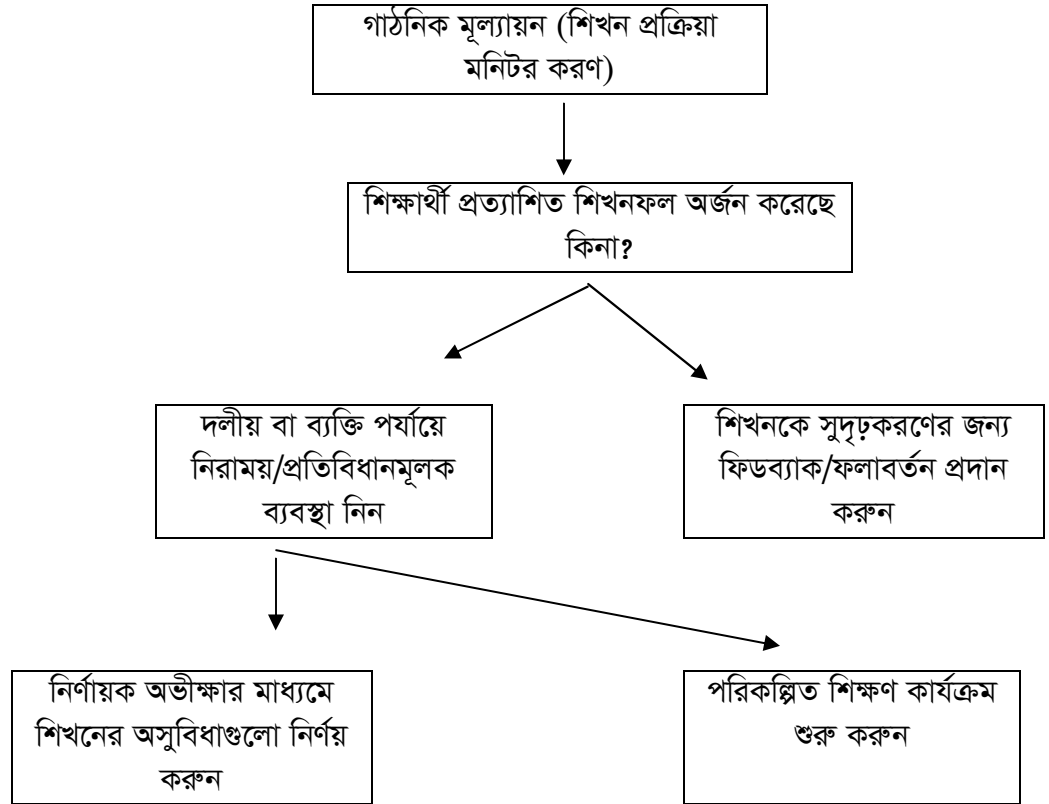 গাঠনিক মূল্যায়ন (শিখন প্রক্রিয়া
মনিটর করণ)
শিক্ষার্থী প্রত্যাশিত শিখনফল অর্জন করেছে
কিনা?
দলীয় বা ব্যক্তি পর্যায়ে
নিরাময়/প্রতিবিধানমূলক
ব্যবস্থা নিন
শিখনকে সুদৃঢ়করণের জন্য
ফিডব্যাক/ফলাবর্তন প্রদান
করুন
নির্ণায়ক অভীক্ষার মাধ্যমে
শিখনের অসুবিধাগুলো নির্ণয়
করুন
পরিকল্পিত শিক্ষণ কার্যক্রম
শুরু করুন